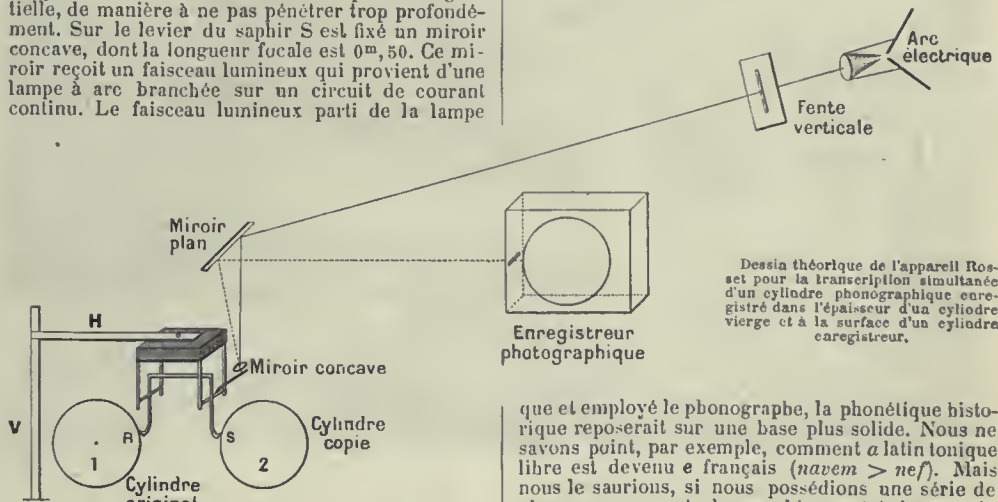 tielle, de manière à ne pas pénétrer trop profondé-
ment. Sur le levier du saphir S est fixé un miroir
concave, dont la longueur focale est 0m,50. Ce mi-
roir reçoit un faisceau lumineux qui provient d'une
lampe à arc branchée sur un circuit de courant
continu. Le faisceau lumineux parti de la lampe
Arc
électrique
Fente
verticale
Miroir
plan
Enregistreur
photographique
Dessin théorique de l'appareil Ros-
set pour la transcription simultanée
d'un cylindre phonographique enre-
gistré dans l'épaisseur d'un cylindre
vierge et à la surface d'un cylindre
enregistreur.
H
Miroir concave
V
R
S
1
2
Cylindre
copie
Cylindre
original
que et employé le phonographe, la phonétique histo-
rique reposerait sur une base plus solide. Nous ne
savons point, par exemple, comment a latin tonique
libre est devenu e français (navem > nef). Mais
nous le saurions, si nous possédions une série de